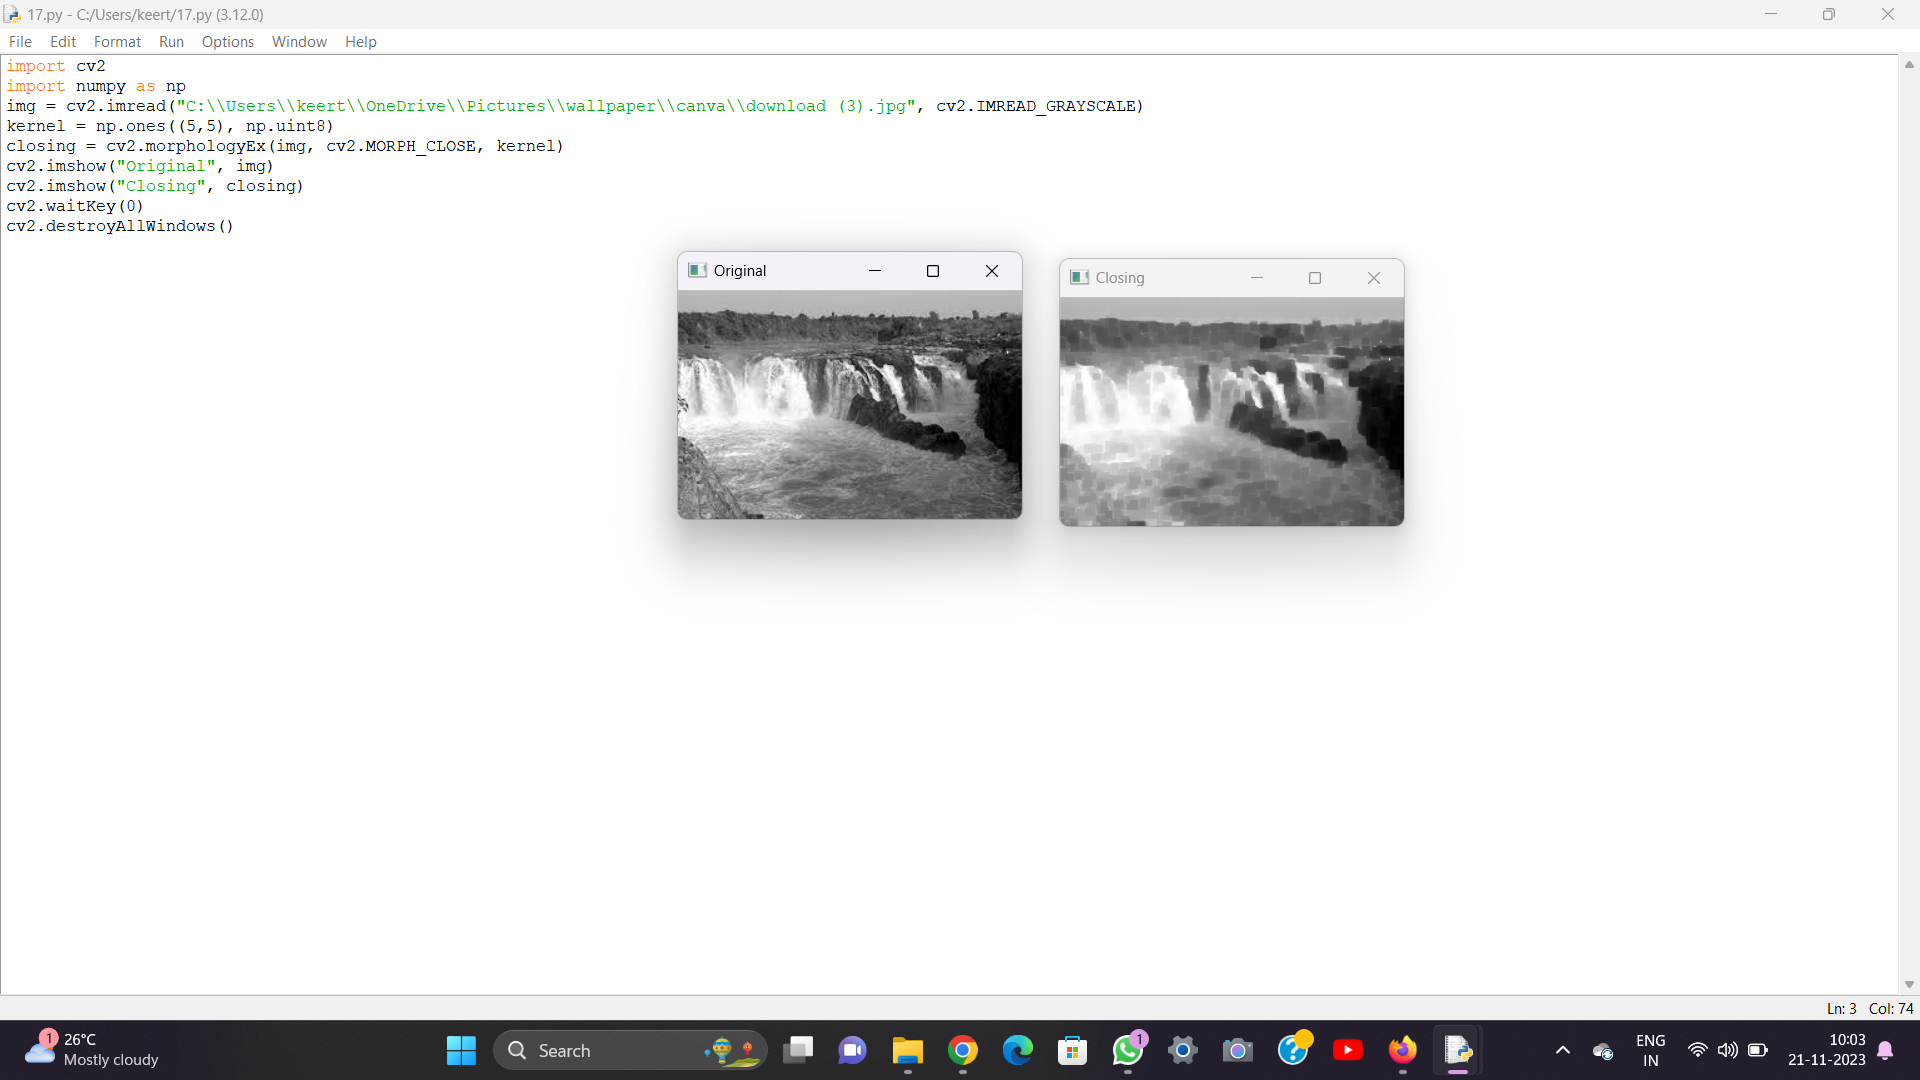 17.py - C:/Users/keert/17.py (3.12.0)
File Edit Format Run Options Window Help
import cv2
import numpy as np
img = cv2.imread("C:\\Users\\keert\\OneDrive\\Pictures\\wallpaper\\canva\\download (3).jpg", cv2.IMREAD_GRAYSCALE)
kernel = np.ones((5,5), np.uint8)
closing = cv2.morphologyEx(img, cv2.MORPH_CLOSE, kernel)
cv2.imshow("Original", img)
cv2.imshow("Closing", closing)
cv2.waitKey(0)
cv2.destroyAllWindows()
Original
Closing
Ln: 3 Col: 74
1
26°C
Mostly cloudy
Search
1
ENG
IN
10:03
21-11-2023